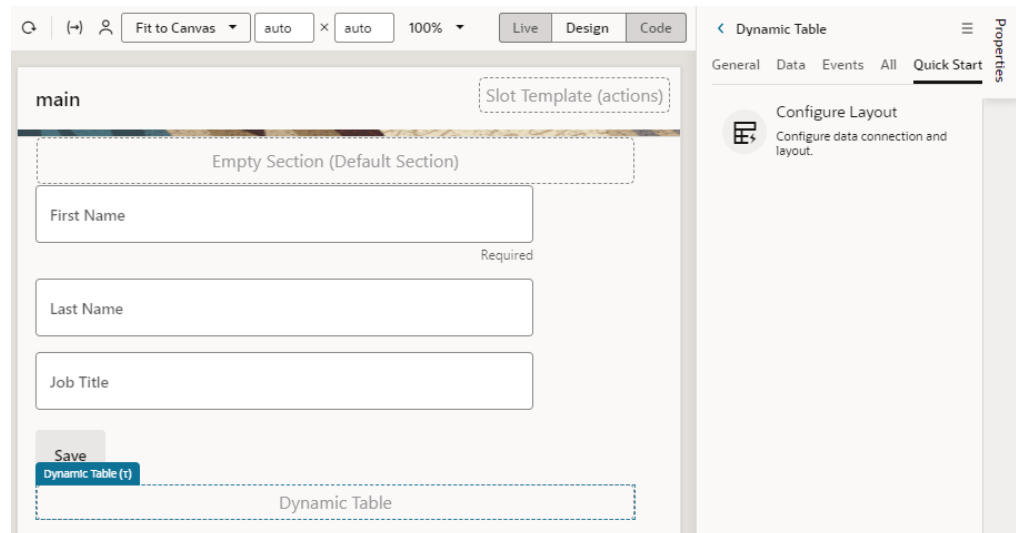 Fit to Canvas
auto
×
auto
100%
Live
Design
Code
main
Slot Template (actions)
Empty Section (Default Section)
First Name
Required
Last Name
Job Title
Save
Dynamic Table (τ)
Dynamic Table
Dynamic Table
General Data Events All Quick Start
Configure Layout
Configure data connection and
layout.
Properties